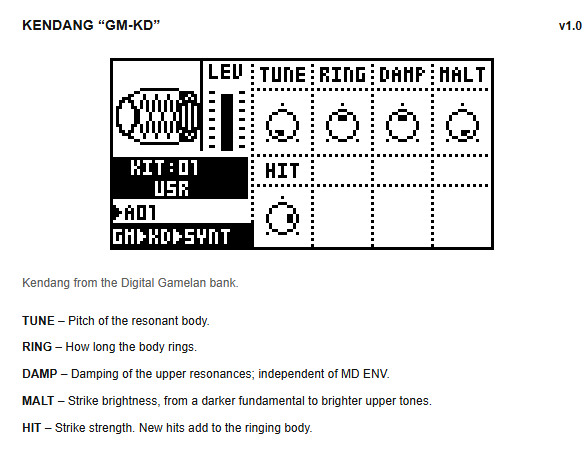 KENDANG “GM-KD”
v1.0
LEV TUNE RING DAMP MALT
KIT:01
HIT
USR
A01
GM▸KD▸SYNT
Kendang from the Digital Gamelan bank.
TUNE – Pitch of the resonant body.
RING – How long the body rings.
DAMP – Damping of the upper resonances; independent of MD ENV.
MALT – Strike brightness, from a darker fundamental to brighter upper tones.
HIT – Strike strength. New hits add to the ringing body.